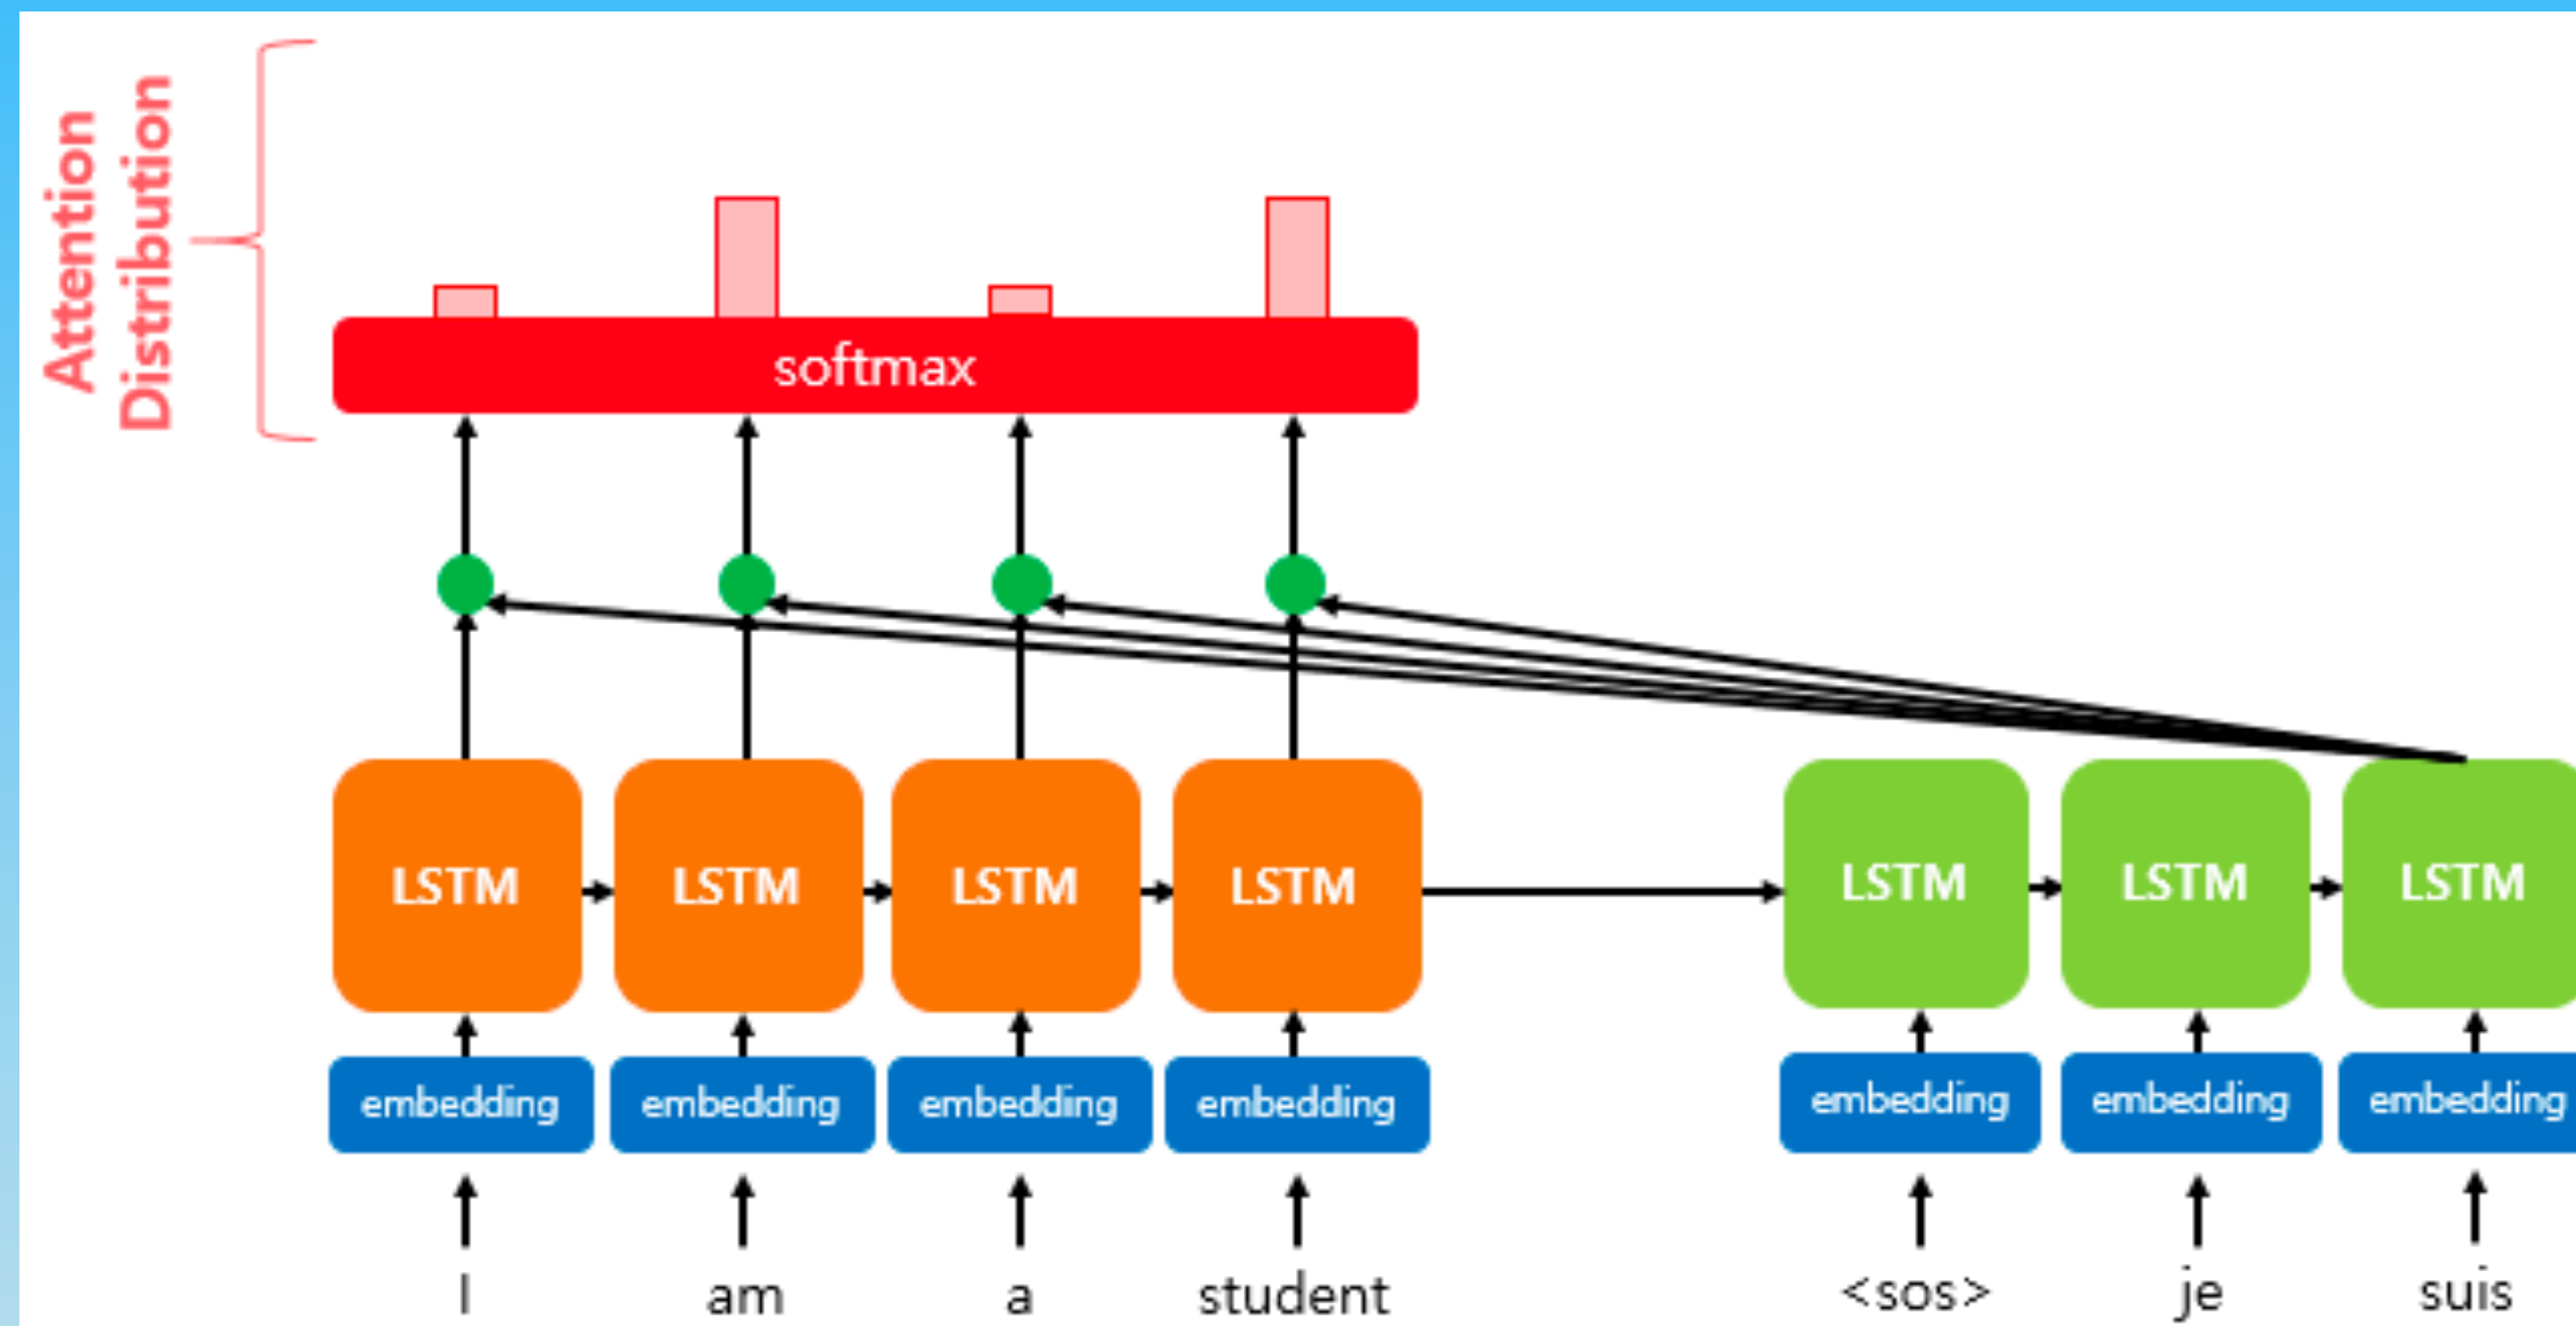 Attention
Distribution
softmax
LSTM LSTM LSTM LSTM LSTM LSTM LSTM
embedding embedding embedding embedding embedding embedding embedding
I am a student <sos> je suis